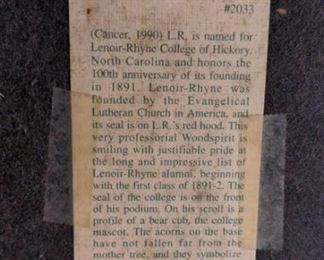 #2033
(Cancer, 1990) L.R. is named for
Lenoir-Rhyne College of Hickory,
North Carolina and honors the
100th anniversary of its founding
in 1891. Lenoir-Rhyne was
founded by the Evangelical
Lutheran Church in America, and
its seal is on L.R.'s red hood. This
very professorial Woodspirit is
smiling with justifiable pride at
the long and impressive list of
Lenoir-Rhyne alumni, beginning
with the first class of 1891-2. The
seal of the college is on the front
of his podium. On his scroll is a
profile of a bear cub, the college
mascot. The acorns on the base
have not fallen far from the
mother tree, and they symbolize